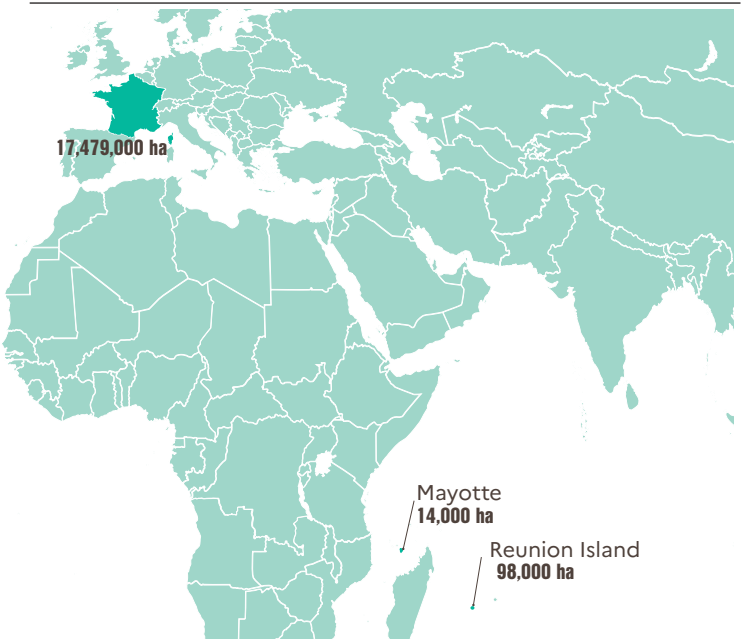 17,479,000 ha
Mayotte
14,000 ha
Reunion Island
98,000 ha